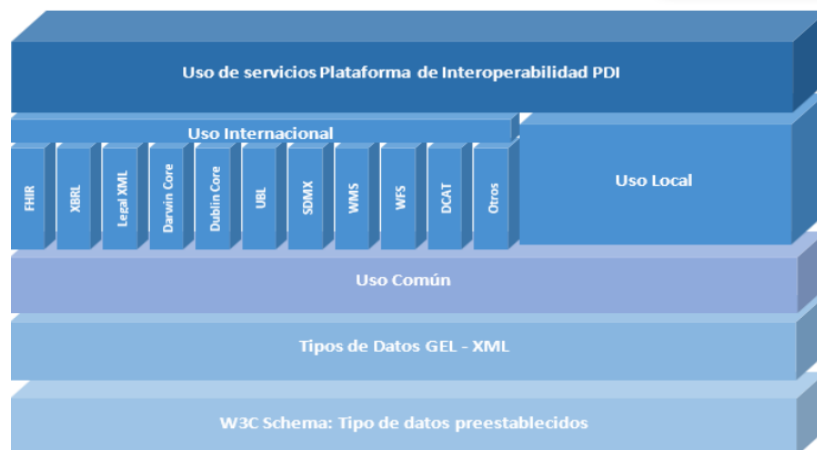 Uso de servicios Plataforma de Interoperabilidad PDI
Uso Internacional
Uso Local
FHIR
XBRL
Legal XML
Darwin Core
Dublin Core
UBL
SDMX
WMS
WFS
DCAT
Otros
Uso Común
Tipos de Datos GEL - XML
W3C Schema: Tipo de datos preestablecidos